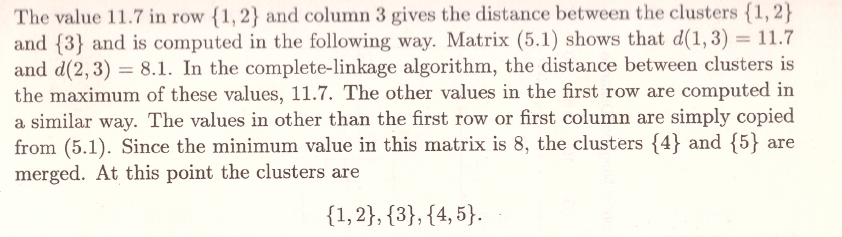 The value 11.7 in row {1, 2} and column 3 gives the distance between the clusters {1, 2}
and {3} and is computed in the following way. Matrix (5.1) shows that d(1, 3) = 11.7
and d(2, 3) = 8.1. In the complete-linkage algorithm, the distance between clusters is
the maximum of these values, 11.7. The other values in the first row are computed in
a similar way. The values in other than the first row or first column are simply copied
from (5.1). Since the minimum value in this matrix is 8, the clusters {4} and {5} are
merged. At this point the clusters are
{1, 2}, {3}, {4, 5}.